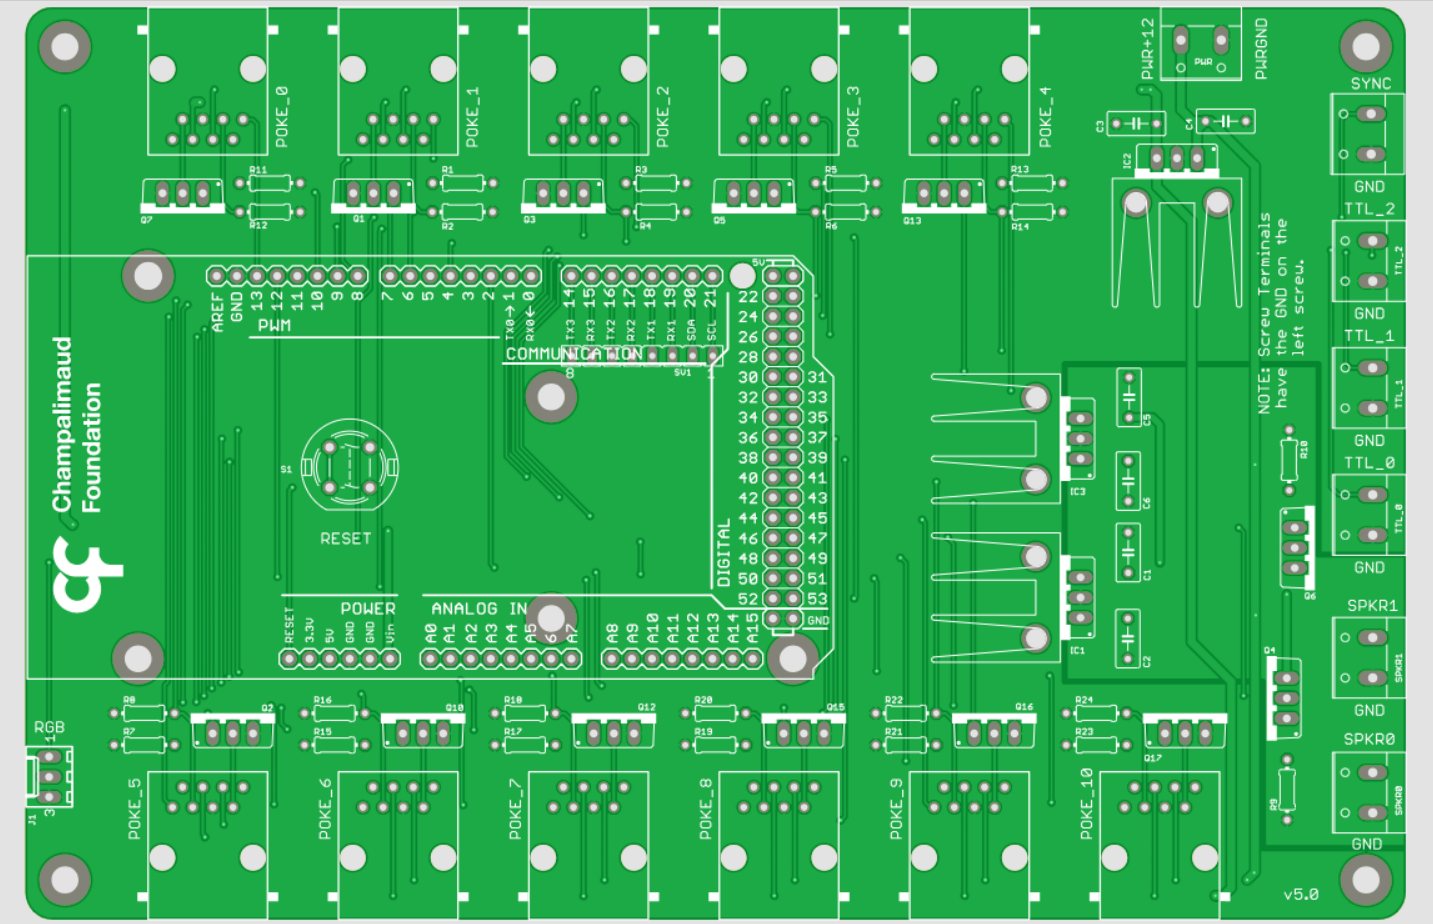 POKE_0
POKE_1
POKE_2
POKE_3
POKE_4
PWR+12
PWR
PWRGND
SYNC
GND
C3
C4
IC2
R11
R12
Q7
R1
R2
Q1
R3
R4
Q3
R5
R6
Q5
R13
R14
Q13
TTL_2
TTL_2
GND
NOTE: Screw Terminals
have the GND on the
left screw.
TTL_1
TTL_1
GND
TTL_0
TTL_0
GND
Champalimaud
Foundation
AREF
GND
13
12
11
10
9
8
7
6
5
4
3
2
TX0→1
RX0←0
PWM
TX3 14
RX3 15
TX2 16
RX2 17
TX1 18
RX1 19
SDA 20
SCL 21
COMMUNICATION
8
SV1
1
5V
22
24
26
28
30 31
32 33
34 35
36 37
38 39
40 41
42 43
44 45
46 47
48 49
50 51
52 53
GND
DIGITAL
S1
RESET
POWER
RESET
3.3V
5V
GND
GND
Vin
ANALOG IN
A0
A1
A2
A3
A4
A5
6
A7
A8
A9
A10
A11
A12
A13
A14
A15
IC3
IC1
C5
C6
C1
C2
R10
Q6
Q4
R9
SPKR1
SPKR1
GND
SPKR0
SPKR0
GND
RGB
1
3
J1
R8
R7
Q2
R16
R15
Q10
R18
R17
Q12
R20
R19
Q15
R22
R21
Q16
R24
R23
Q17
POKE_5
POKE_6
POKE_7
POKE_8
POKE_9
POKE_10
v5.0